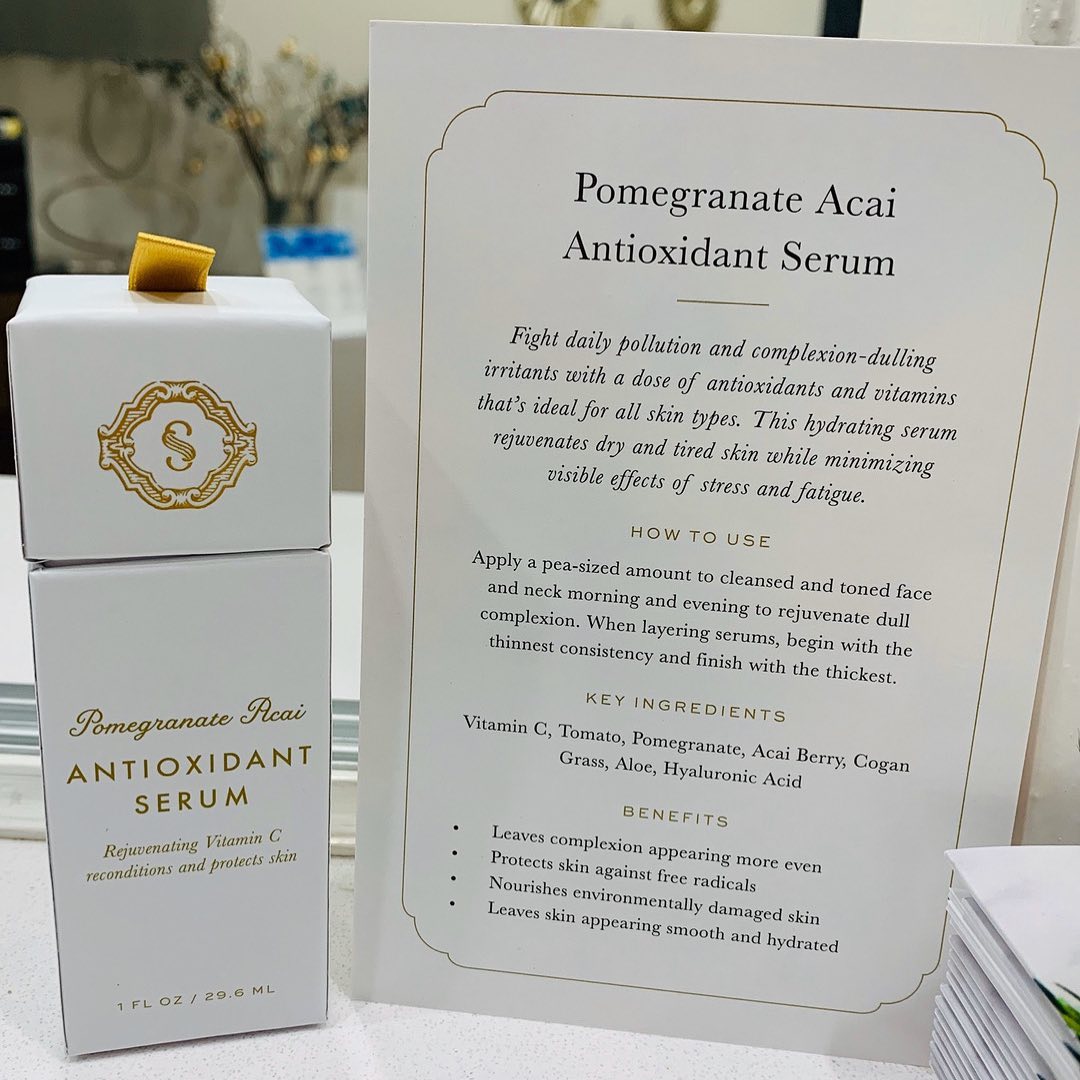 S
Pomegranate Acai
ANTIOXIDANT
SERUM
Rejuvenating Vitamin C
reconditions and protects skin
1 FL OZ / 29.6 ML
Pomegranate Acai
Antioxidant Serum
Fight daily pollution and complexion-dulling
irritants with a dose of antioxidants and vitamins
that's ideal for all skin types. This hydrating serum
rejuvenates dry and tired skin while minimizing
visible effects of stress and fatigue.
HOW TO USE
Apply a pea-sized amount to cleansed and toned face
and neck morning and evening to rejuvenate dull
complexion. When layering serums, begin with the
thinnest consistency and finish with the thickest.
KEY INGREDIENTS
Vitamin C, Tomato, Pomegranate, Acai Berry, Cogan
Grass, Aloe, Hyaluronic Acid
BENEFITS
• Leaves complexion appearing more even
• Protects skin against free radicals
• Nourishes environmentally damaged skin
• Leaves skin appearing smooth and hydrated